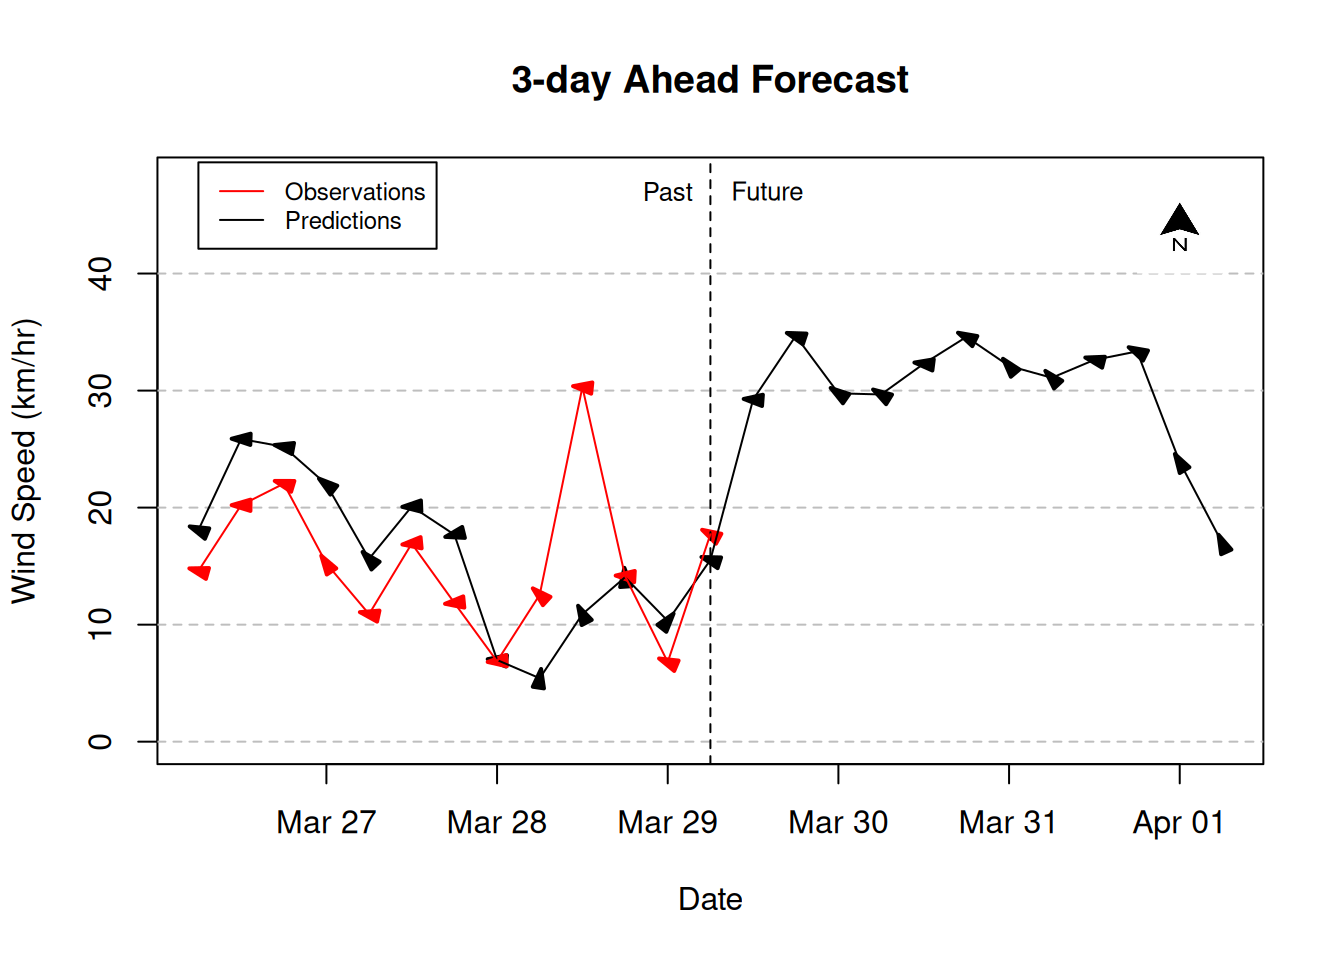 3-day Ahead Forecast
Observations
Predictions
Past
Future
N
Wind Speed (km/hr)
40
30
20
10
0
Mar 27
Mar 28
Mar 29
Mar 30
Mar 31
Apr 01
Date